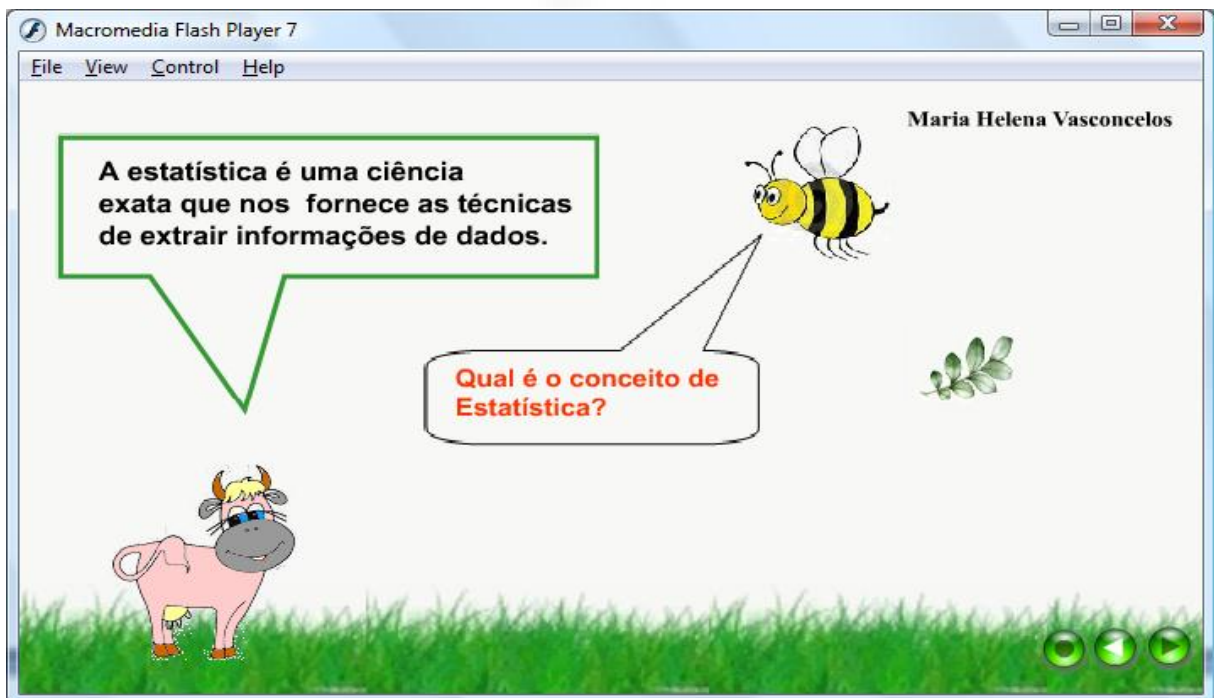 Macromedia Flash Player 7
File View Control Help
Maria Helena Vasconcelos
A estatística é uma ciência
exata que nos fornece as técnicas
de extrair informações de dados.
Qual é o conceito de
Estatística?